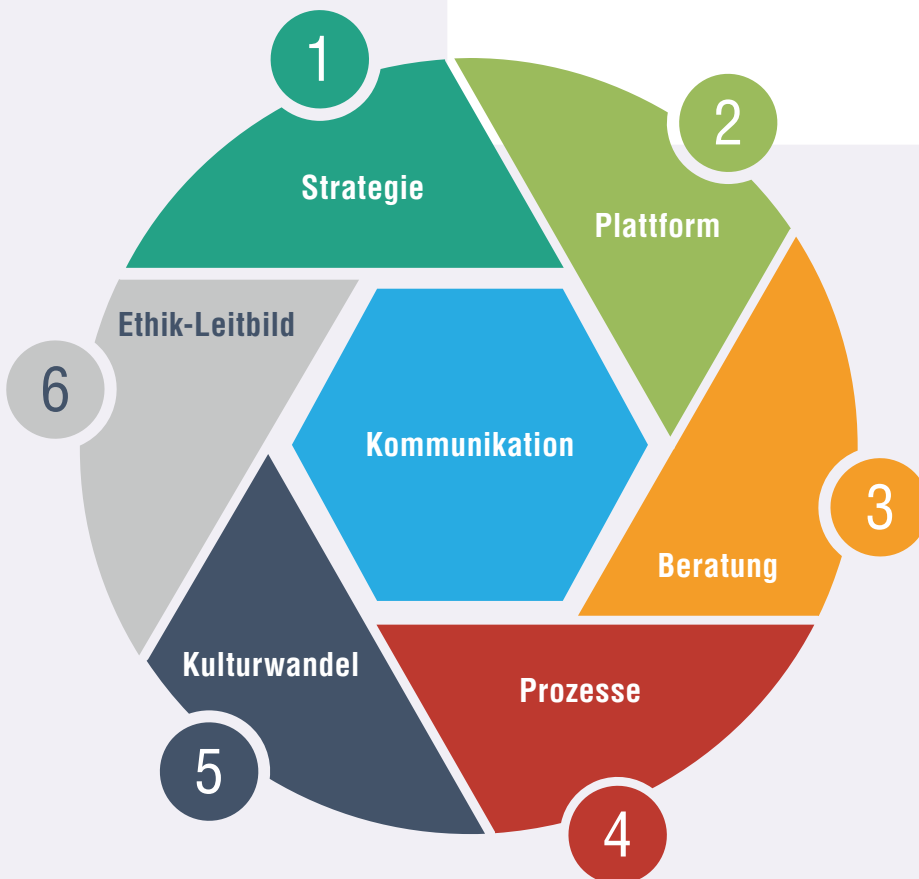 1
Strategie
2
Plattform
3
Beratung
4
Prozesse
5
Kulturwandel
6
Ethik-Leitbild
Kommunikation